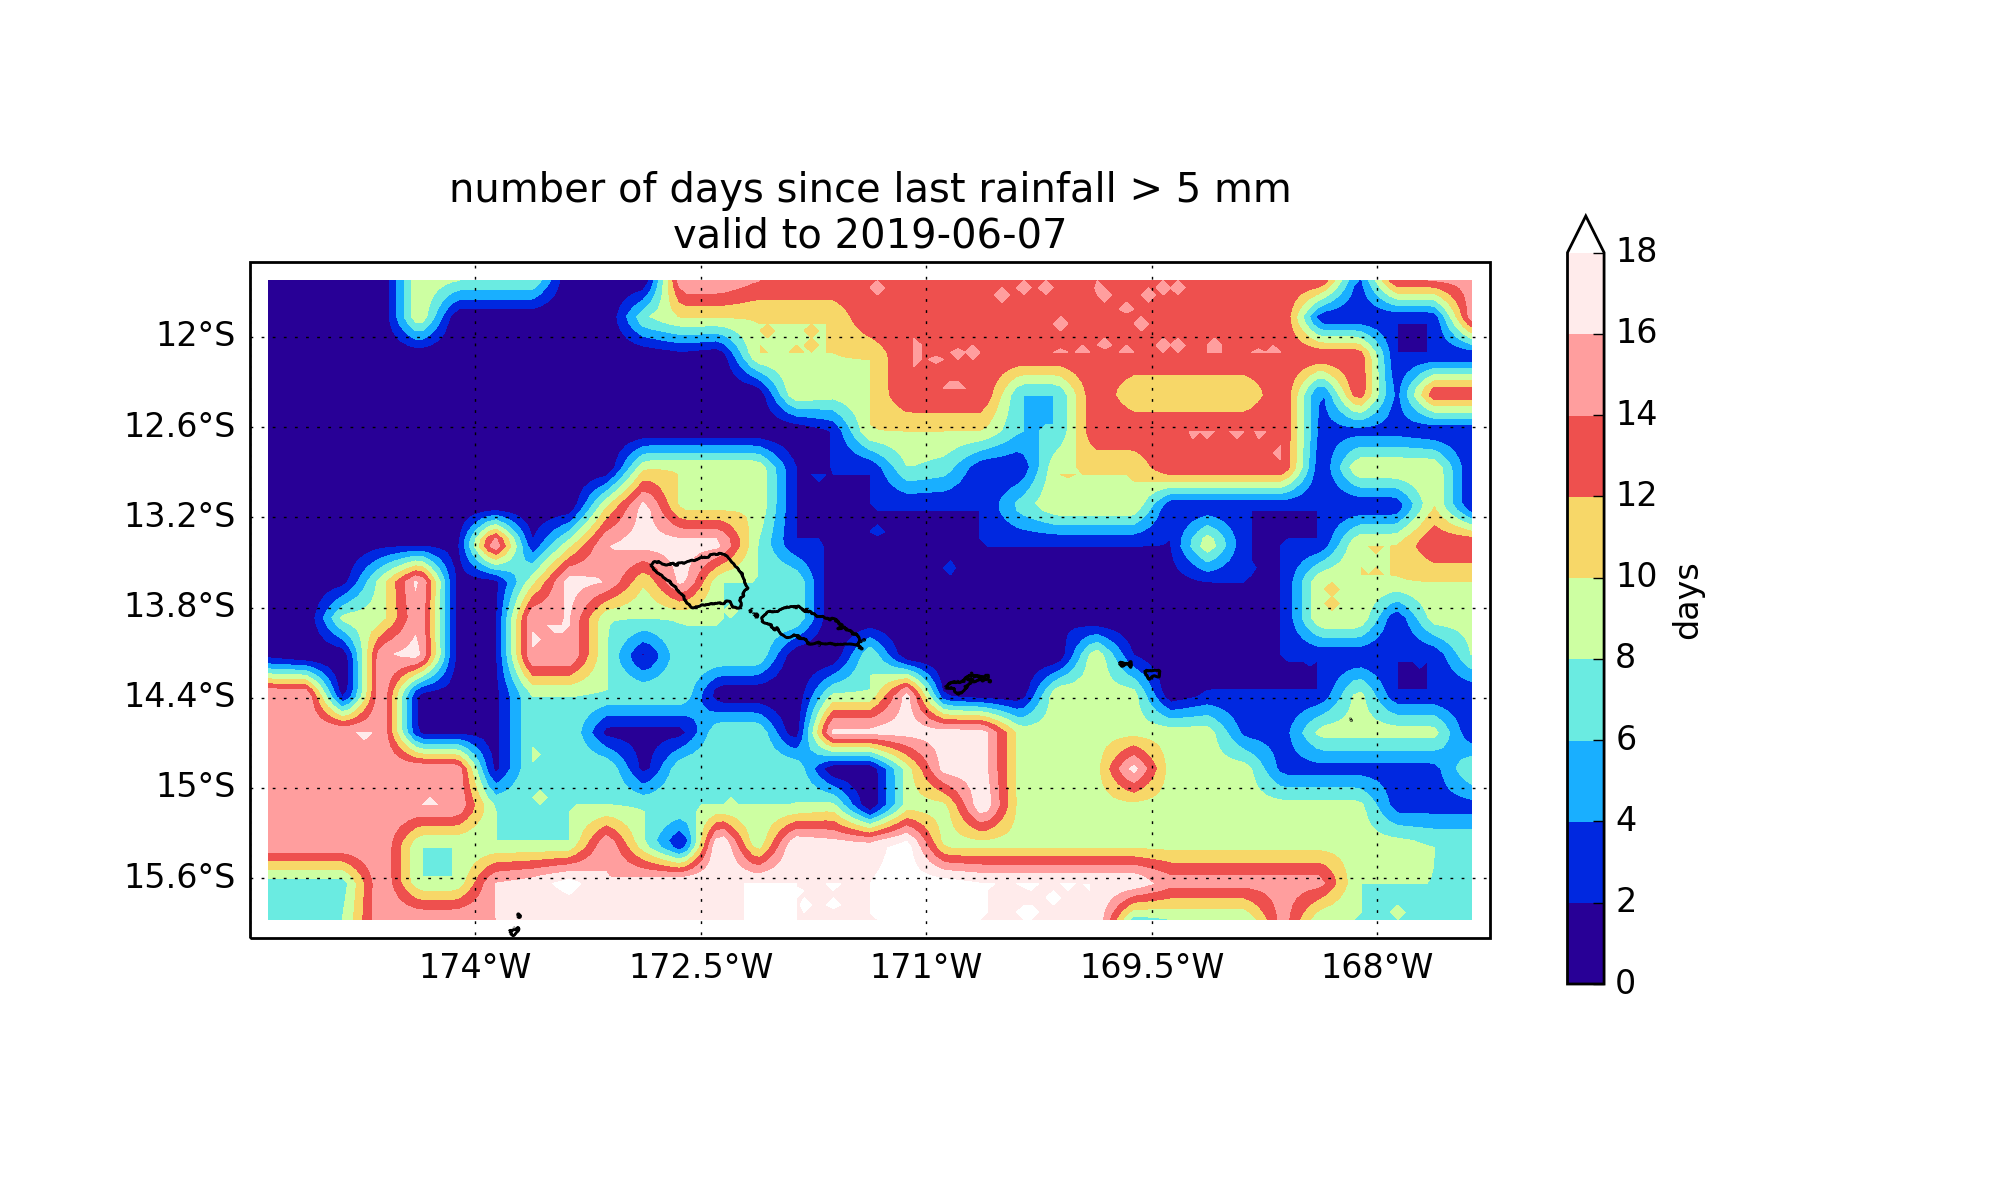 number of days since last rainfall > 5 mm
valid to 2019-06-07
12°S
12.6°S
13.2°S
13.8°S
14.4°S
15°S
15.6°S
174°W
172.5°W
171°W
169.5°W
168°W
18
16
14
12
10
8
6
4
2
0
days